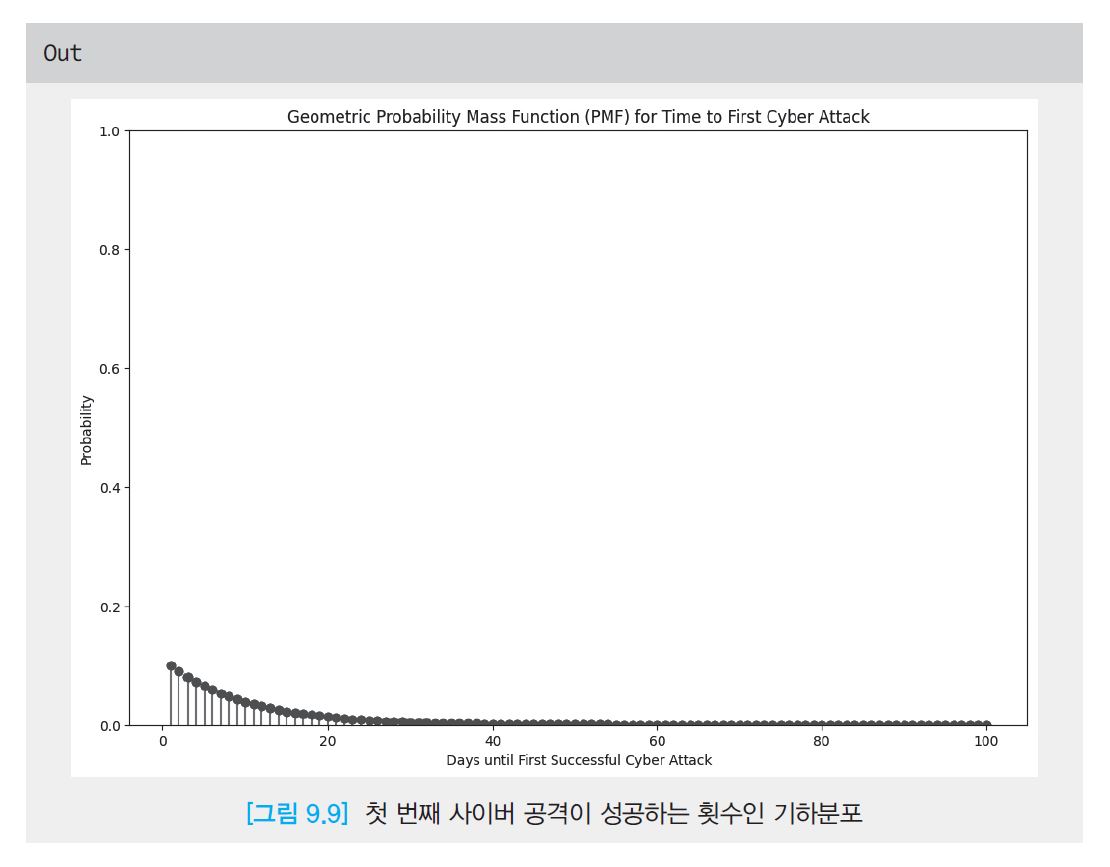 Out
Geometric Probability Mass Function (PMF) for Time to First Cyber Attack
1.0
0.8
0.6
0.4
0.2
0.0
Probability
0 20 40 60 80 100
Days until First Successful Cyber Attack
[그림 9.9] 첫 번째 사이버 공격이 성공하는 횟수인 기하분포